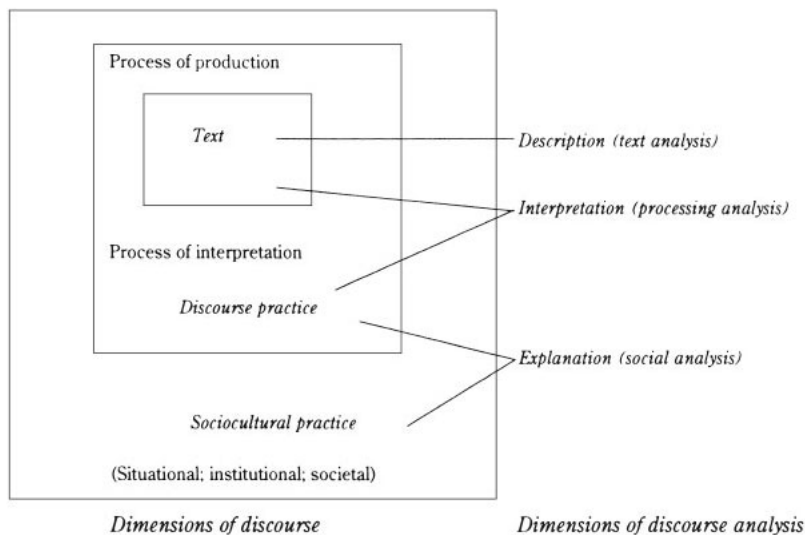 Process of production
Text
Description (text analysis)
Interpretation (processing analysis)
Process of interpretation
Discourse practice
Explanation (social analysis)
Sociocultural practice
(Situational; institutional; societal)
Dimensions of discourse
Dimensions of discourse analysis